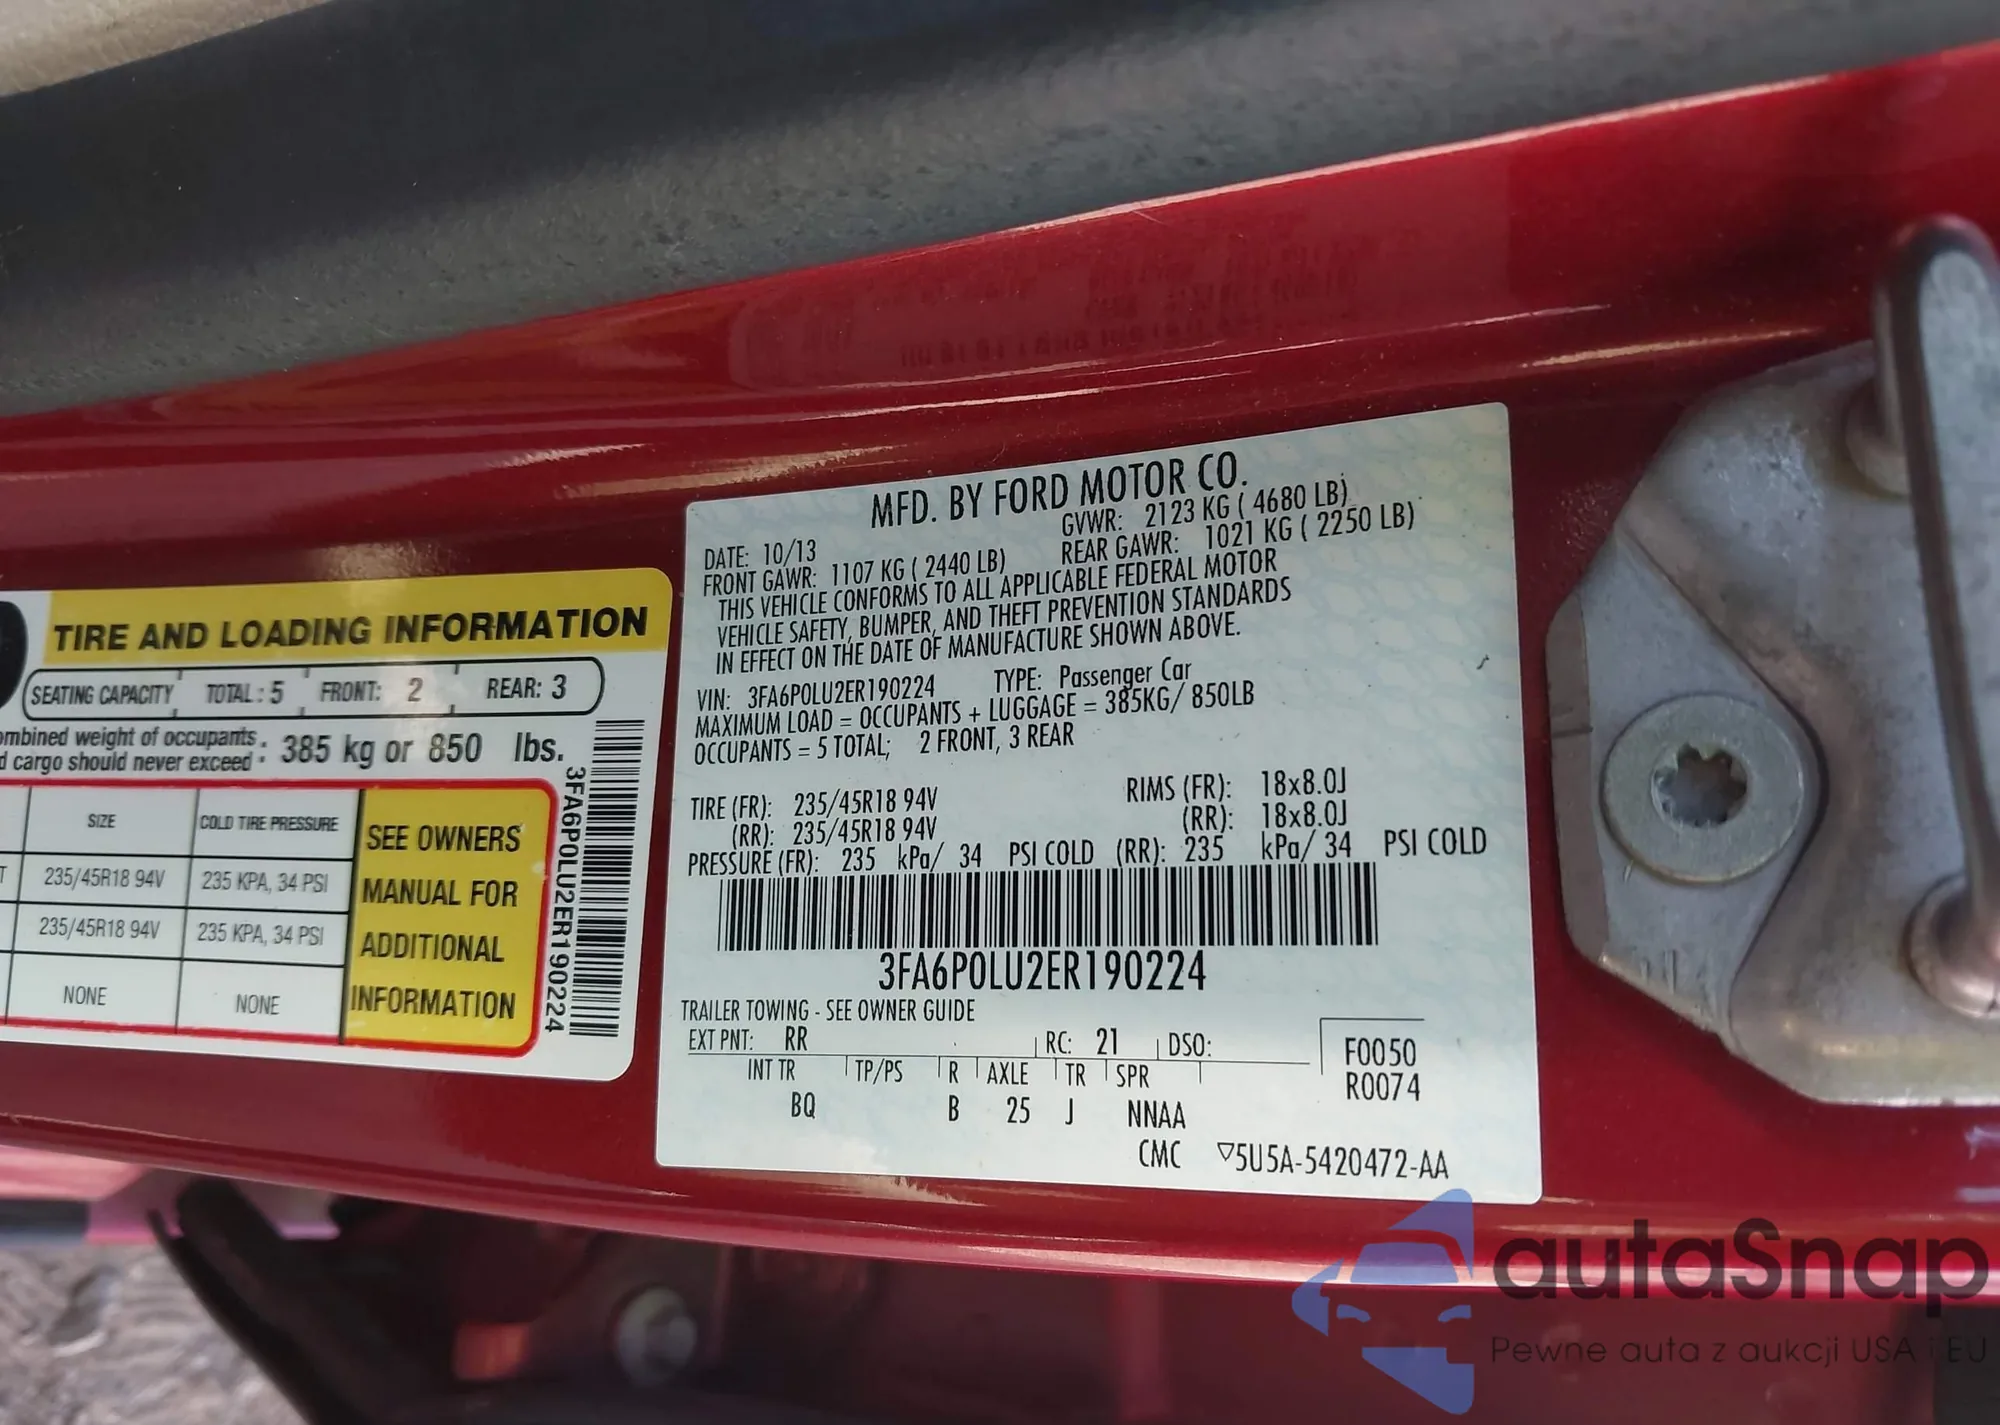 TIRE AND LOADING INFORMATION
SEATING CAPACITY TOTAL: 5 FRONT: 2 REAR: 3
weight of occupants : 385 kg or 850 lbs.
cargo should never exceed
SIZE COLD TIRE PRESSURE
235/45R18 94V 235 KPA, 34 PSI
235/45R18 94V 235 KPA, 34 PSI
NONE NONE
SEE OWNERS
MANUAL FOR
ADDITIONAL
INFORMATION
3FA6P0LU2ER190224
MFD. BY FORD MOTOR CO.
DATE: 10/13 GVWR: 2123 KG ( 4680 LB)
FRONT GAWR: 1107 KG ( 2440 LB) REAR GAWR: 1021 KG ( 2250 LB)
THIS VEHICLE CONFORMS TO ALL APPLICABLE FEDERAL MOTOR
VEHICLE SAFETY, BUMPER, AND THEFT PREVENTION STANDARDS
IN EFFECT ON THE DATE OF MANUFACTURE SHOWN ABOVE.
VIN: 3FA6P0LU2ER190224 TYPE: Passenger Car
MAXIMUM LOAD = OCCUPANTS + LUGGAGE = 385KG/ 850LB
OCCUPANTS = 5 TOTAL; 2 FRONT, 3 REAR
TIRE (FR): 235/45R18 94V RIMS (FR): 18x8.0J
(RR): 235/45R18 94V (RR): 18x8.0J
PRESSURE (FR): 235 kPa/ 34 PSI COLD (RR): 235 kPa/ 34 PSI COLD
3FA6P0LU2ER190224
TRAILER TOWING - SEE OWNER GUIDE
EXT PNT: RR RC: 21 DSO: F0050
INT TR TP/PS R AXLE TR SPR R0074
BQ B 25 J NNAA
CMC ▽5U5A-5420472-AA
autaSnap
Pewne auta z aukcji USA i EU